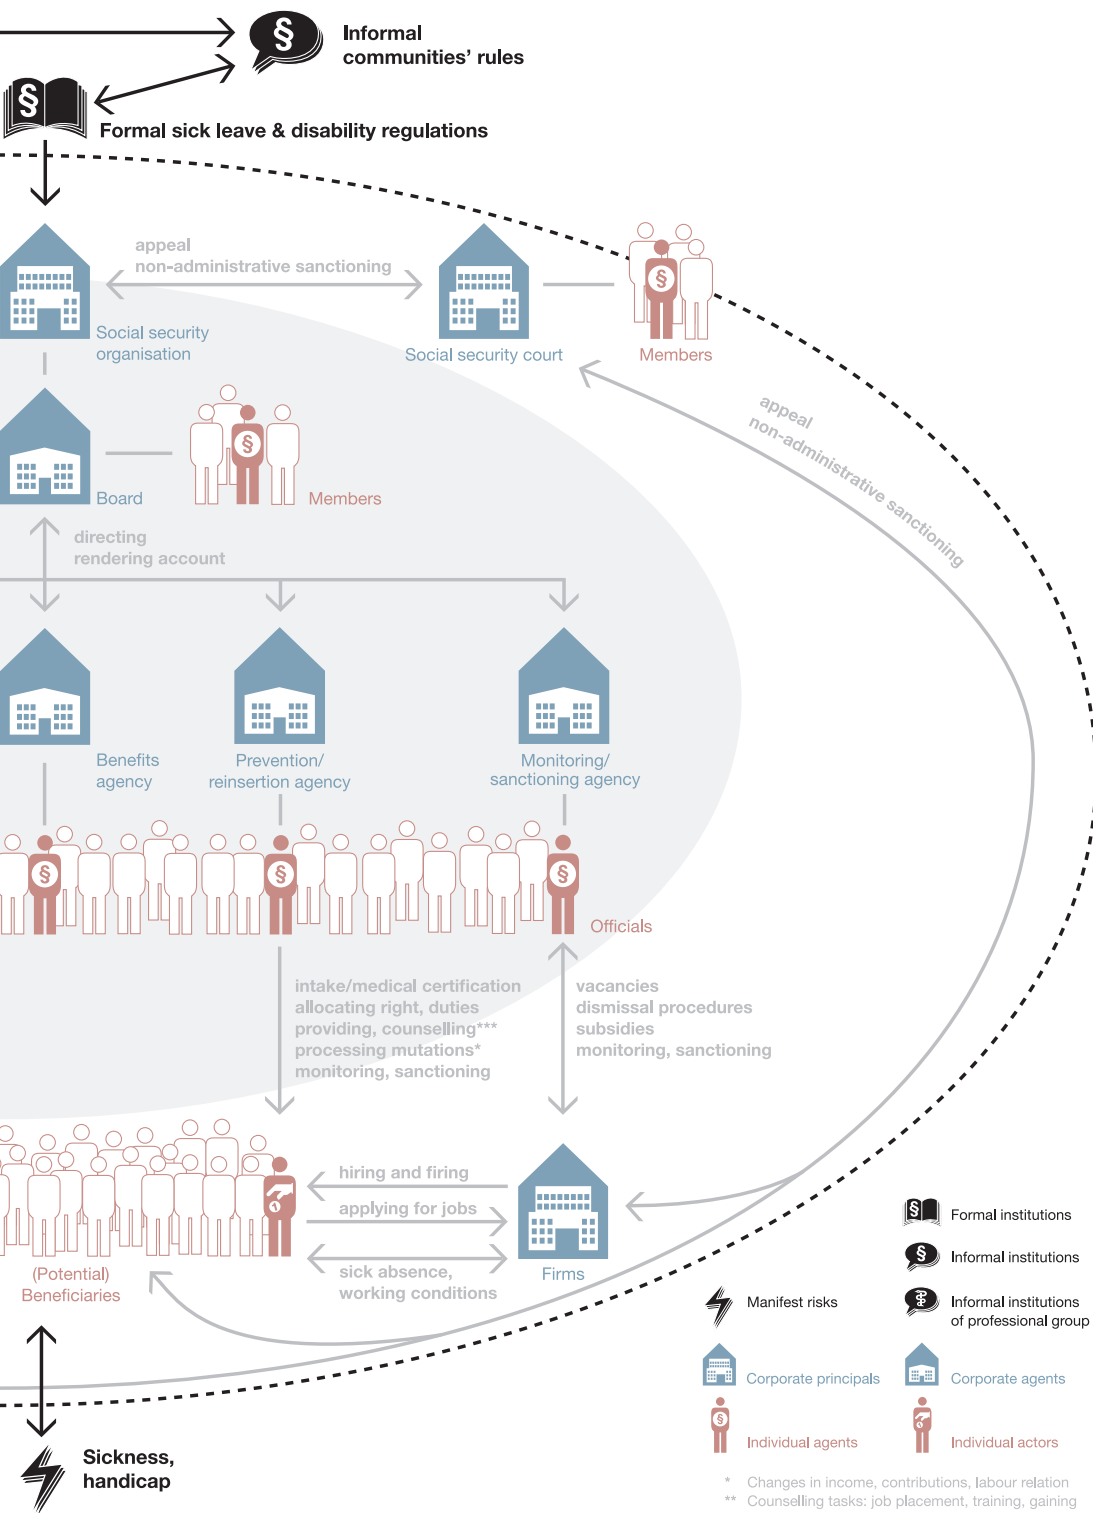 Informal
communities' rules
Formal sick leave & disability regulations
appeal
non-administrative sanctioning
Social security
organisation
Social security court
Members
appeal
non-administrative sanctioning
Board
Members
directing
rendering account
Benefits
agency
Prevention/
reinsertion agency
Monitoring/
sanctioning agency
Officials
intake/medical certification
allocating right, duties
providing, counselling***
processing mutations*
monitoring, sanctioning
vacancies
dismissal procedures
subsidies
monitoring, sanctioning
hiring and firing
applying for jobs
sick absence,
working conditions
(Potential)
Beneficiaries
Firms
Sickness,
handicap
Formal institutions
Informal institutions
Manifest risks
Informal institutions
of professional group
Corporate principals
Corporate agents
Individual agents
Individual actors
* Changes in income, contributions, labour relation
** Counselling tasks: job placement, training, gaining